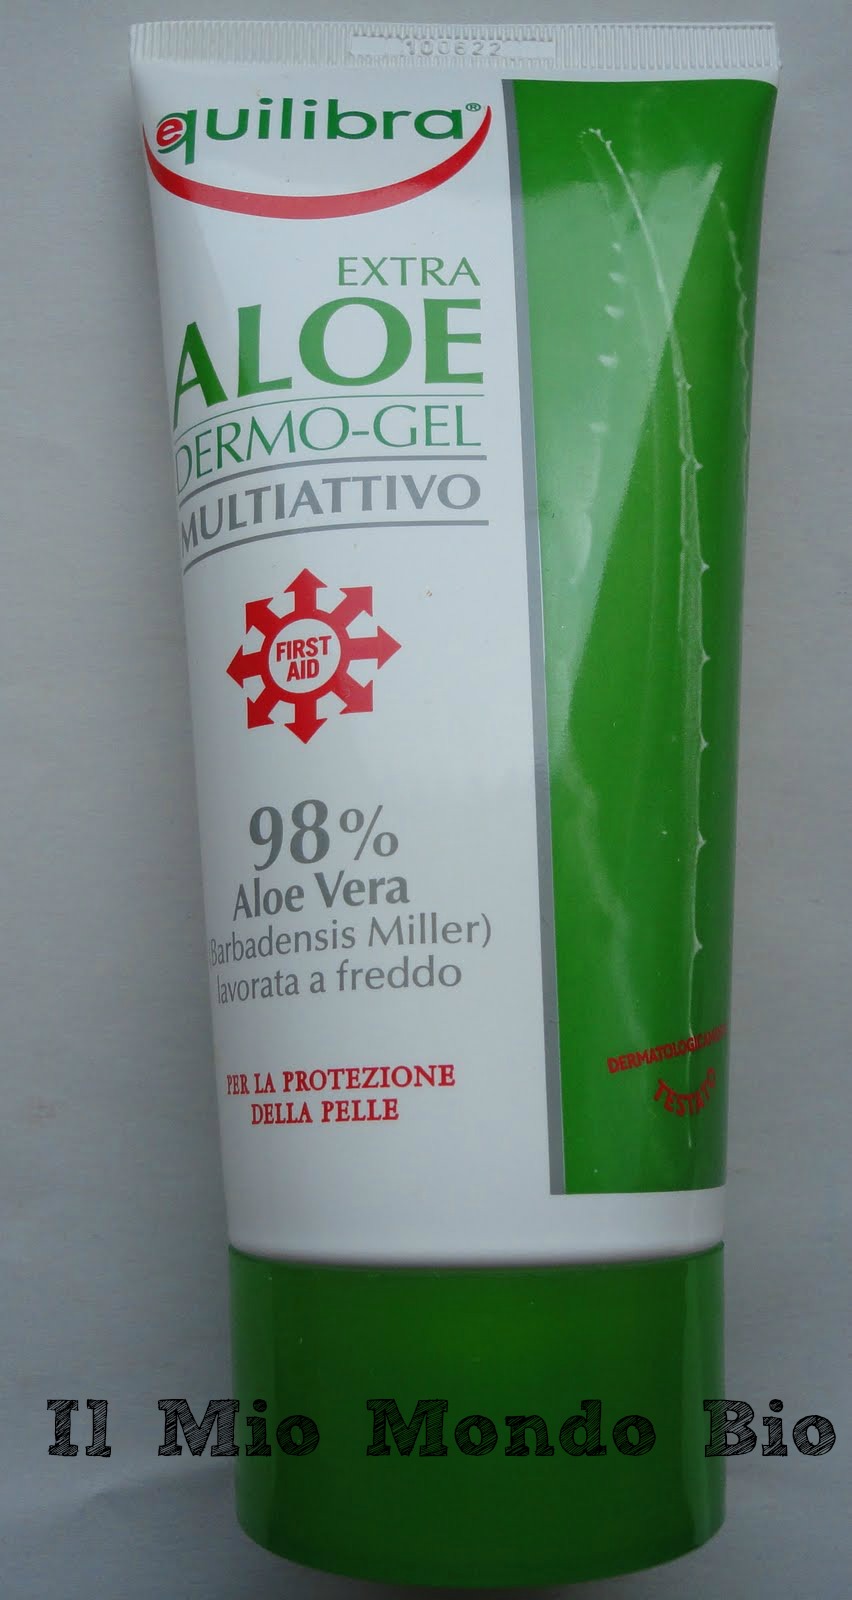 100622
equilibra®
EXTRA
ALOE
DERMO-GEL
MULTIATTIVO
FIRST
AID
98%
Aloe Vera
(Barbadensis Miller)
lavorata a freddo
PER LA PROTEZIONE
DELLA PELLE
TESTATO
Il Mio Mondo Bio